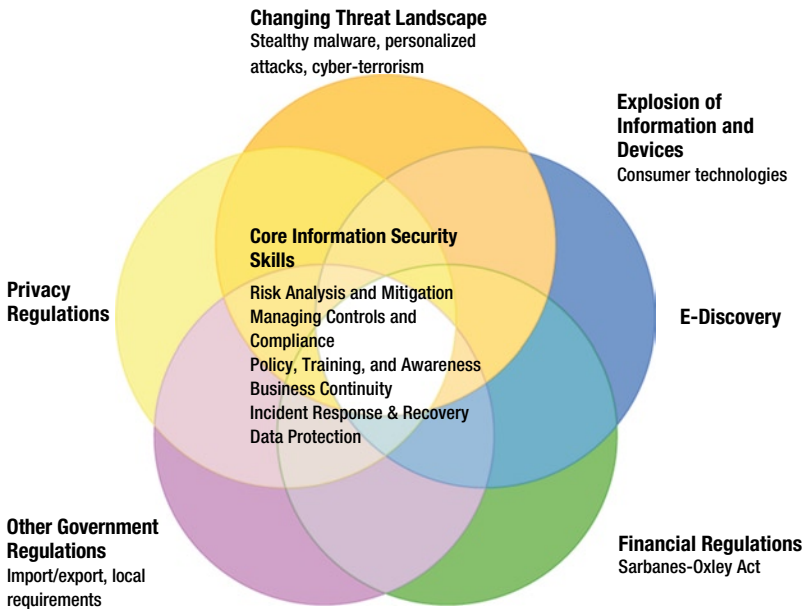 Changing Threat Landscape
Stealthy malware, personalized
attacks, cyber-terrorism
Explosion of
Information and
Devices
Consumer technologies
Core Information Security
Skills
Risk Analysis and Mitigation
Managing Controls and
Compliance
Policy, Training, and Awareness
Business Continuity
Incident Response & Recovery
Data Protection
Privacy
Regulations
E-Discovery
Other Government
Regulations
Import/export, local
requirements
Financial Regulations
Sarbanes-Oxley Act